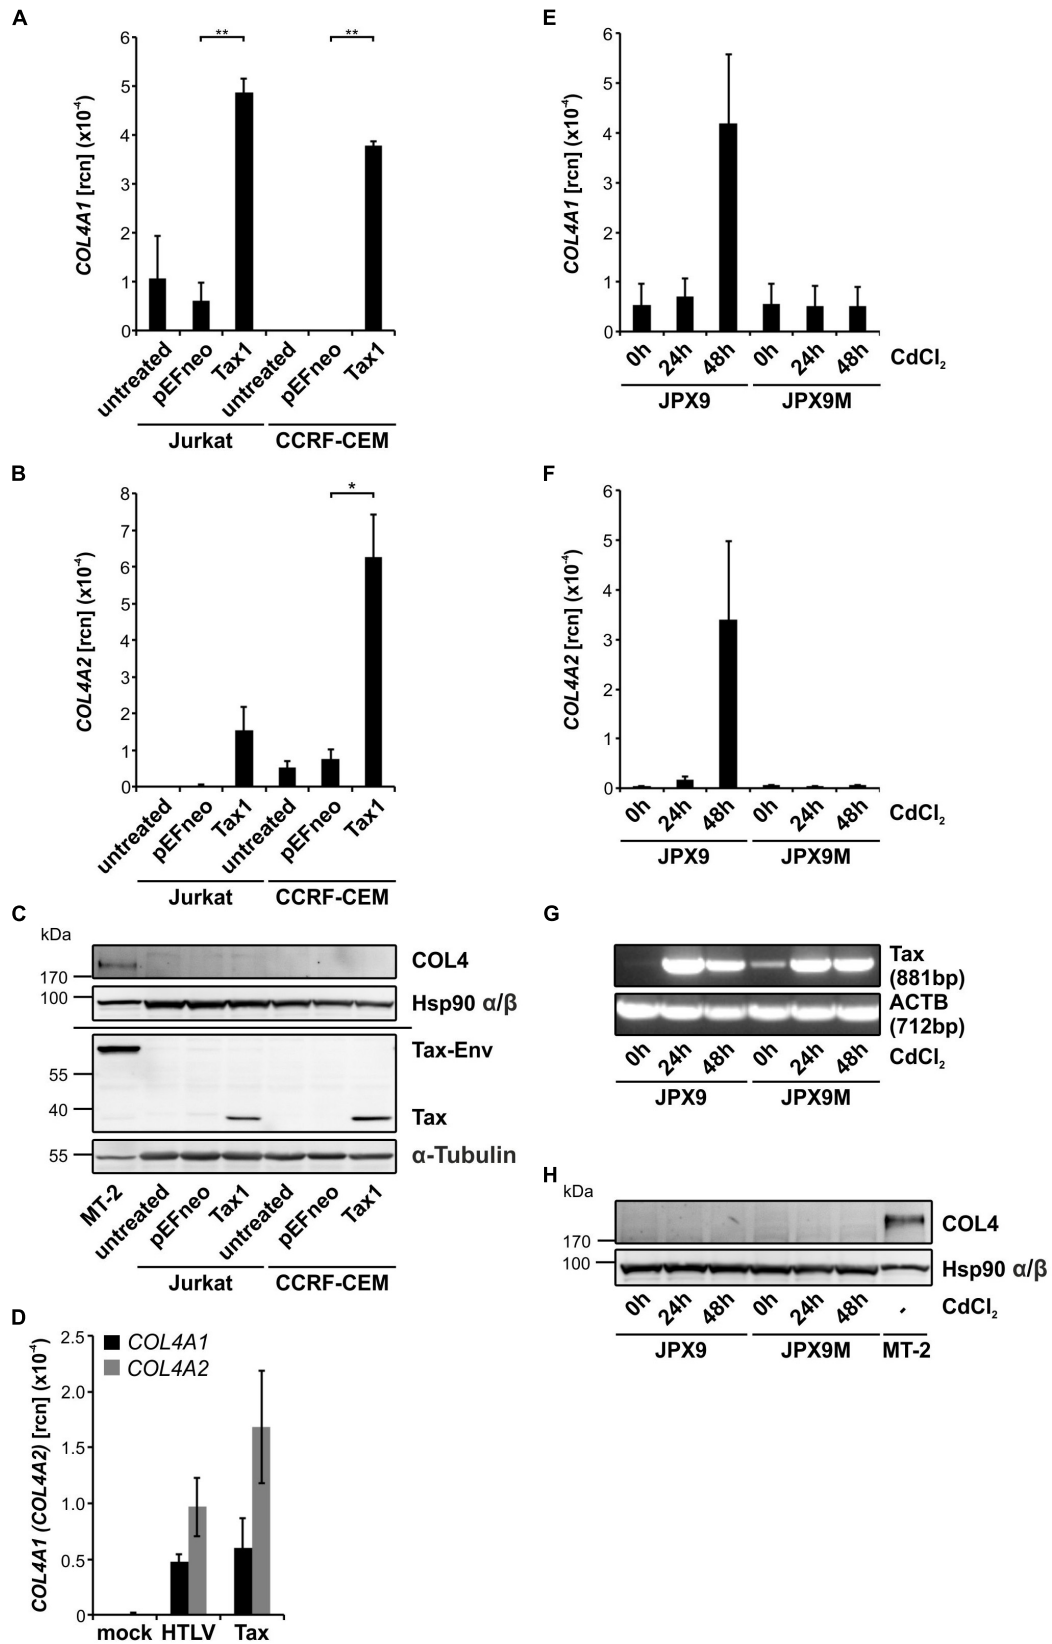 A
COL4A1 [rcn] (x10⁻⁴)
6
5
4
3
2
1
0
** **
untreated pEFneo Tax1 untreated pEFneo Tax1
Jurkat CCRF-CEM
B
COL4A2 [rcn] (x10⁻⁴)
8
7
6
5
4
3
2
1
0
*
untreated pEFneo Tax1 untreated pEFneo Tax1
Jurkat CCRF-CEM
C
kDa
170
COL4
100
Hsp90 α/β
Tax-Env
55
40
Tax
55
α-Tubulin
MT-2 untreated pEFneo Tax1 untreated pEFneo Tax1
Jurkat CCRF-CEM
D
COL4A1 (COL4A2) [rcn] (x10⁻⁴)
2.5
2.0
1.5
1.0
0.5
0
COL4A1
COL4A2
mock HTLV Tax
E
COL4A1 [rcn] (x10⁻⁴)
6
5
4
3
2
1
0
0h 24h 48h 0h 24h 48h CdCl₂
JPX9 JPX9M
F
COL4A2 [rcn] (x10⁻⁴)
6
5
4
3
2
1
0
0h 24h 48h 0h 24h 48h CdCl₂
JPX9 JPX9M
G
Tax
(881bp)
ACTB
(712bp)
0h 24h 48h 0h 24h 48h CdCl₂
JPX9 JPX9M
H
kDa
170
COL4
100
Hsp90 α/β
0h 24h 48h 0h 24h 48h - CdCl₂
JPX9 JPX9M MT-2